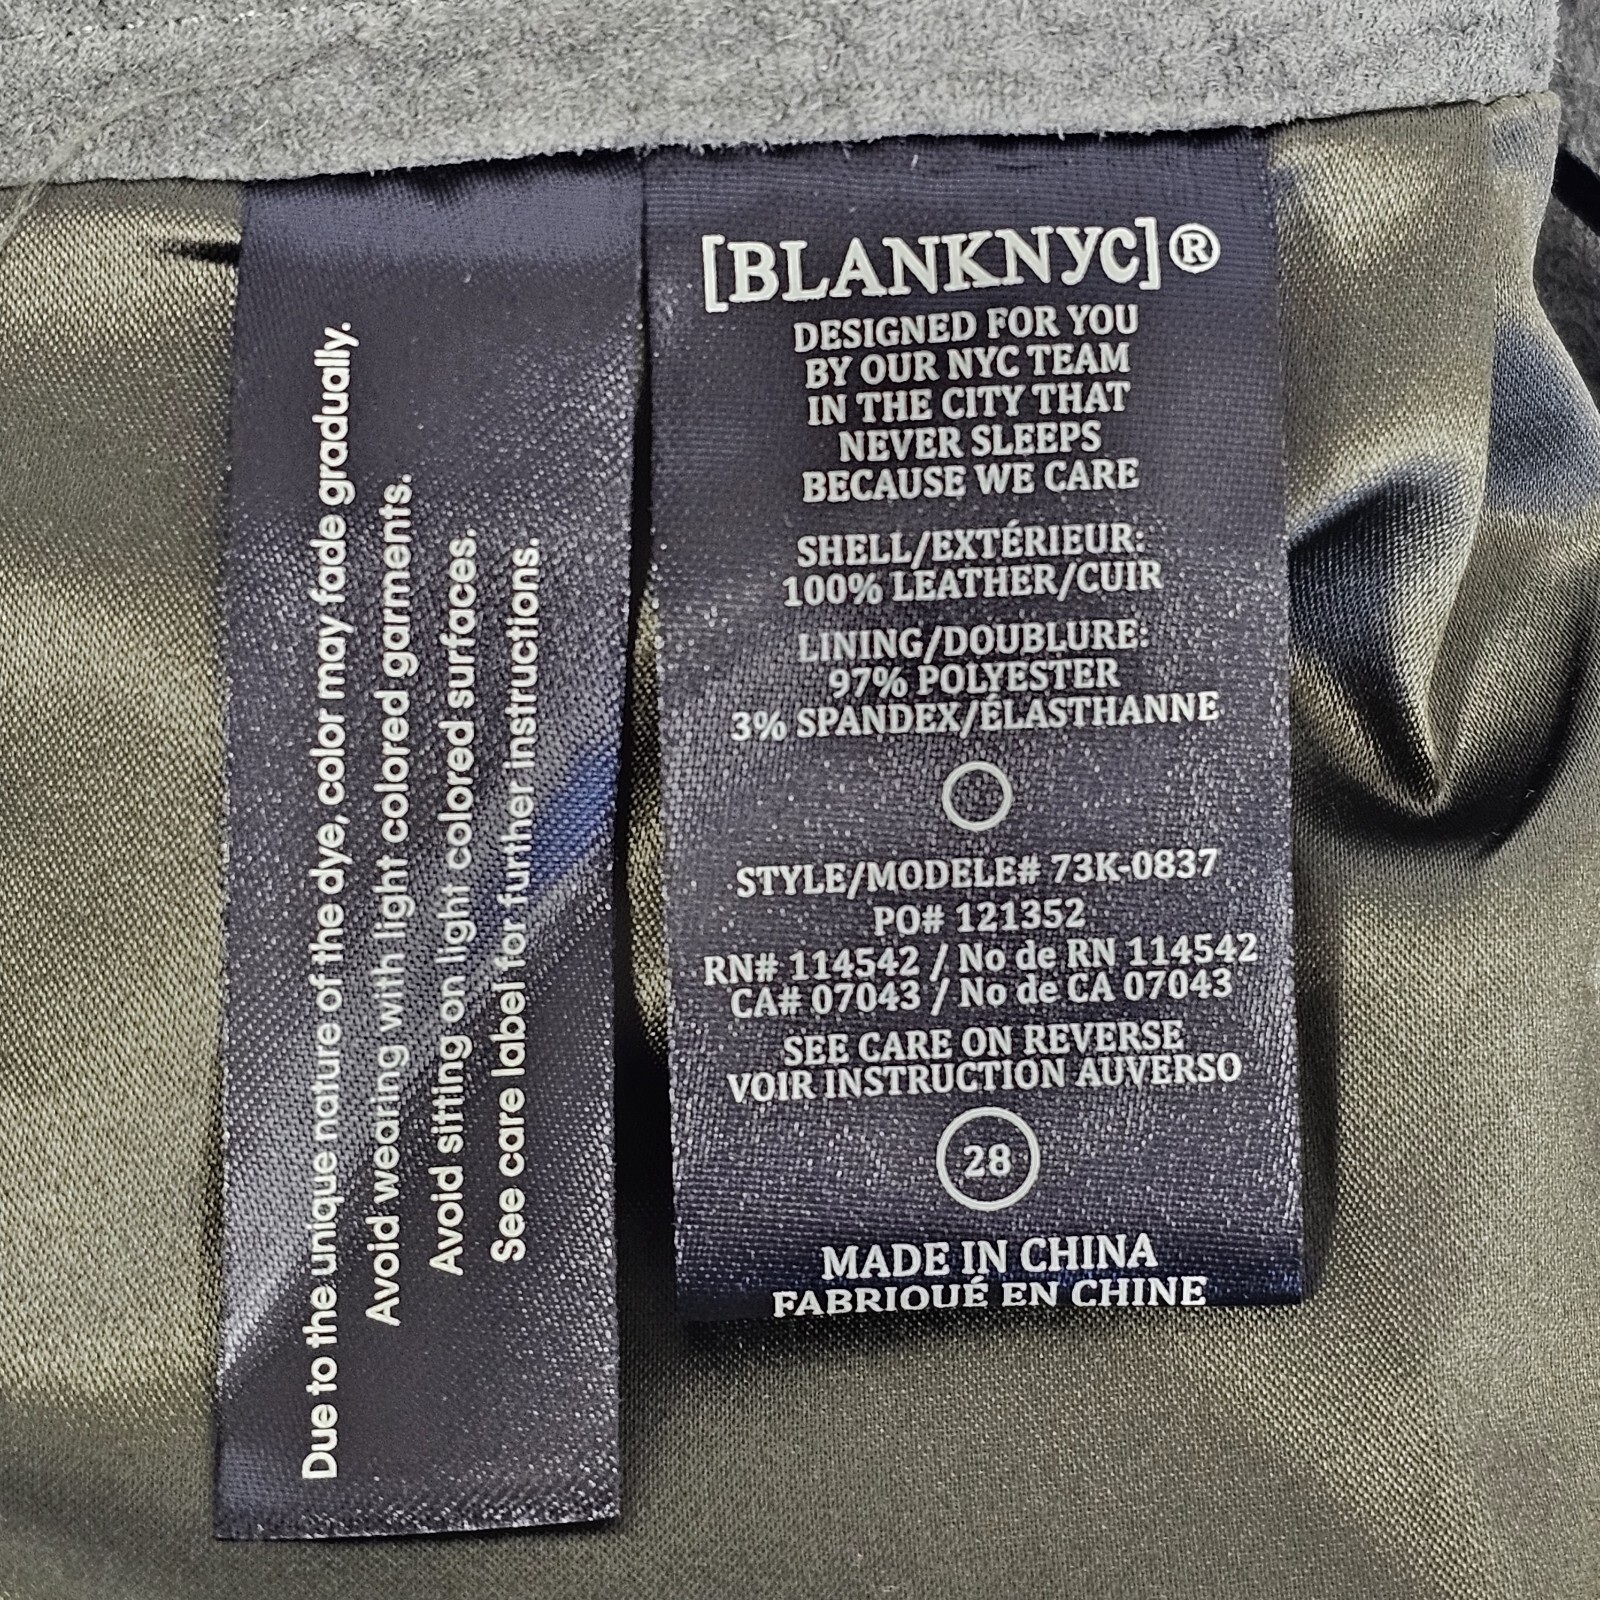 Due to the unique nature of the dye, color may fade gradually.
Avoid wearing with light colored garments.
Avoid sitting on light colored surfaces.
See care label for further instructions.
[BLANKNYC]®
DESIGNED FOR YOU
BY OUR NYC TEAM
IN THE CITY THAT
NEVER SLEEPS
BECAUSE WE CARE
SHELL/EXTÉRIEUR:
100% LEATHER/CUIR
LINING/DOUBLURE:
97% POLYESTER
3% SPANDEX/ÉLASTHANNE
STYLE/MODELE# 73K-0837
PO# 121352
RN# 114542 / No de RN 114542
CA# 07043 / No de CA 07043
SEE CARE ON REVERSE
VOIR INSTRUCTION AUVERSO
28
MADE IN CHINA
FABRIQUÉ EN CHINE